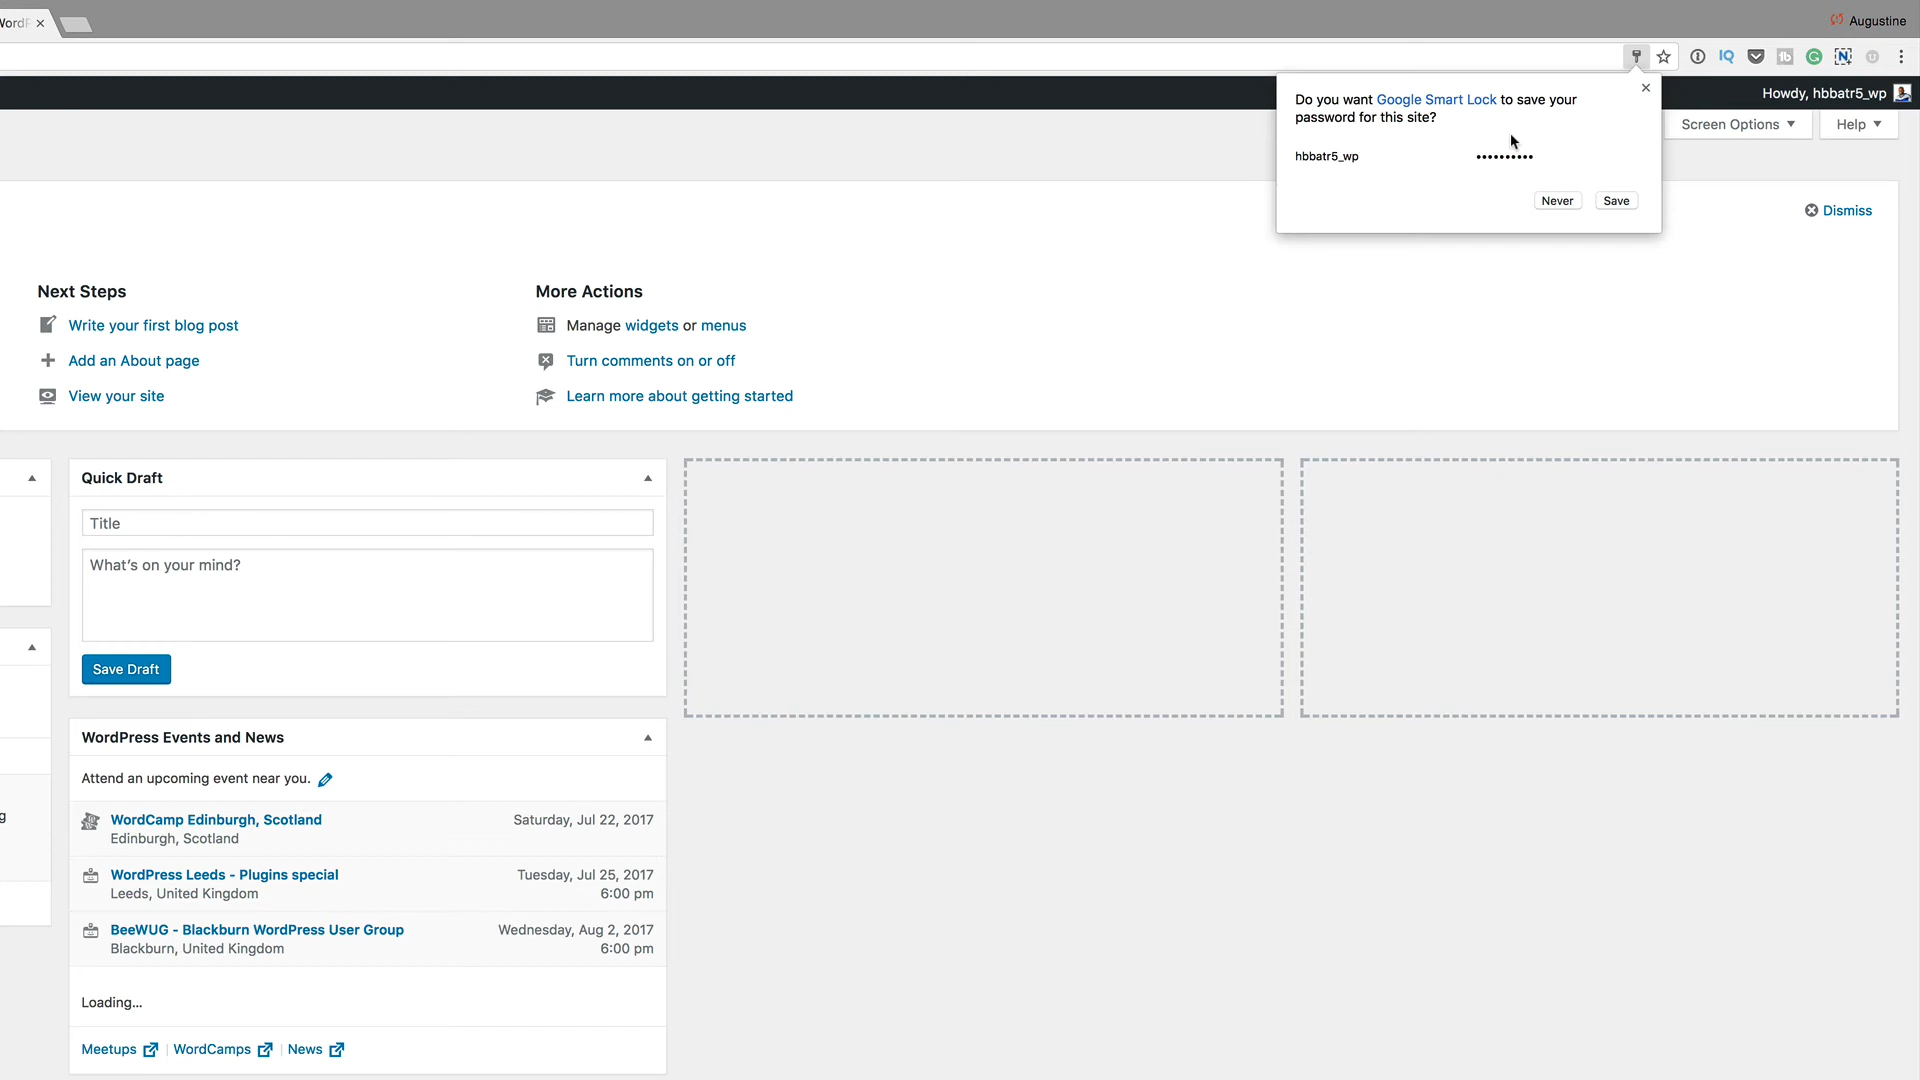 Augustine
Howdy, hbbatr5_wp
Do you want Google Smart Lock to save your
password for this site?
hbbatr5_wp ••••••••••
Never Save
Screen Options Help
Dismiss
Next Steps
Write your first blog post
Add an About page
View your site
More Actions
Manage widgets or menus
Turn comments on or off
Learn more about getting started
Quick Draft
Title
What's on your mind?
Save Draft
WordPress Events and News
Attend an upcoming event near you.
WordCamp Edinburgh, Scotland Saturday, Jul 22, 2017
Edinburgh, Scotland
WordPress Leeds - Plugins special Tuesday, Jul 25, 2017
Leeds, United Kingdom 6:00 pm
BeeWUG - Blackburn WordPress User Group Wednesday, Aug 2, 2017
Blackburn, United Kingdom 6:00 pm
Loading...
Meetups | WordCamps | News